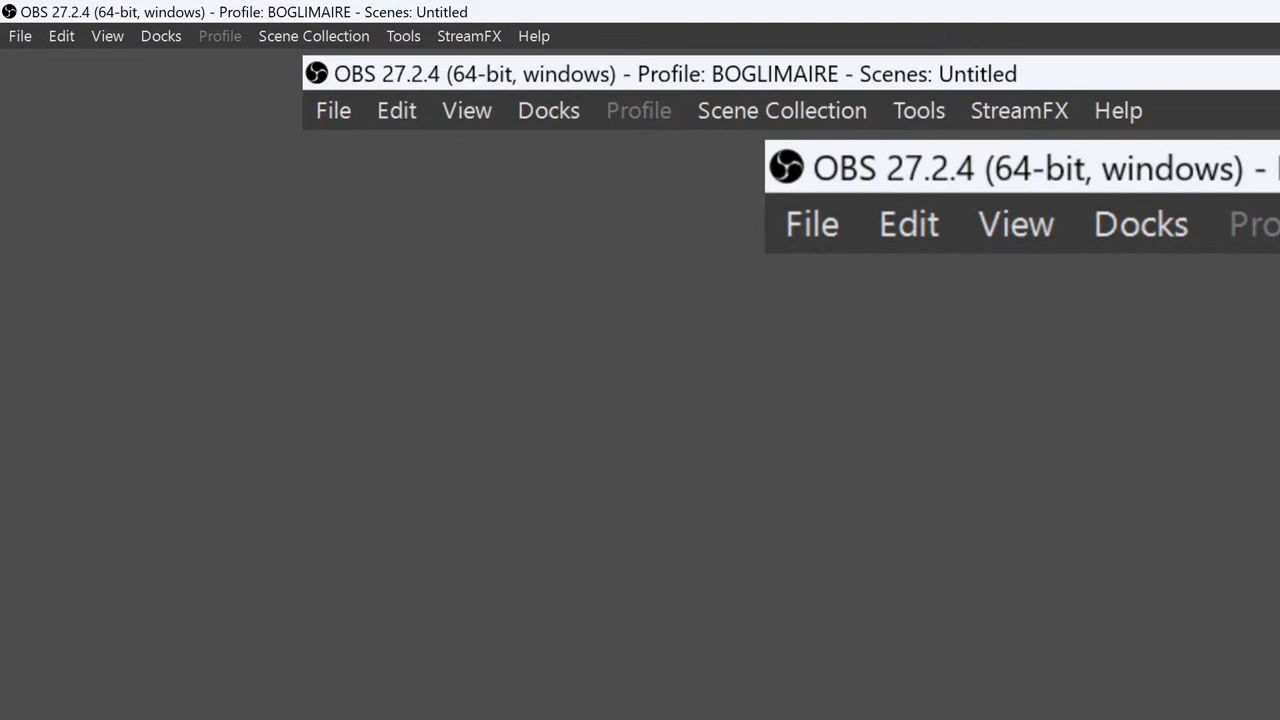 OBS 27.2.4 (64-bit, windows) - Profile: BOGLIMAIRE - Scenes: Untitled
File Edit View Docks Profile Scene Collection Tools StreamFX Help
OBS 27.2.4 (64-bit, windows) - Profile: BOGLIMAIRE - Scenes: Untitled
File Edit View Docks Profile Scene Collection Tools StreamFX Help
OBS 27.2.4 (64-bit, windows) -
File Edit View Docks Pro